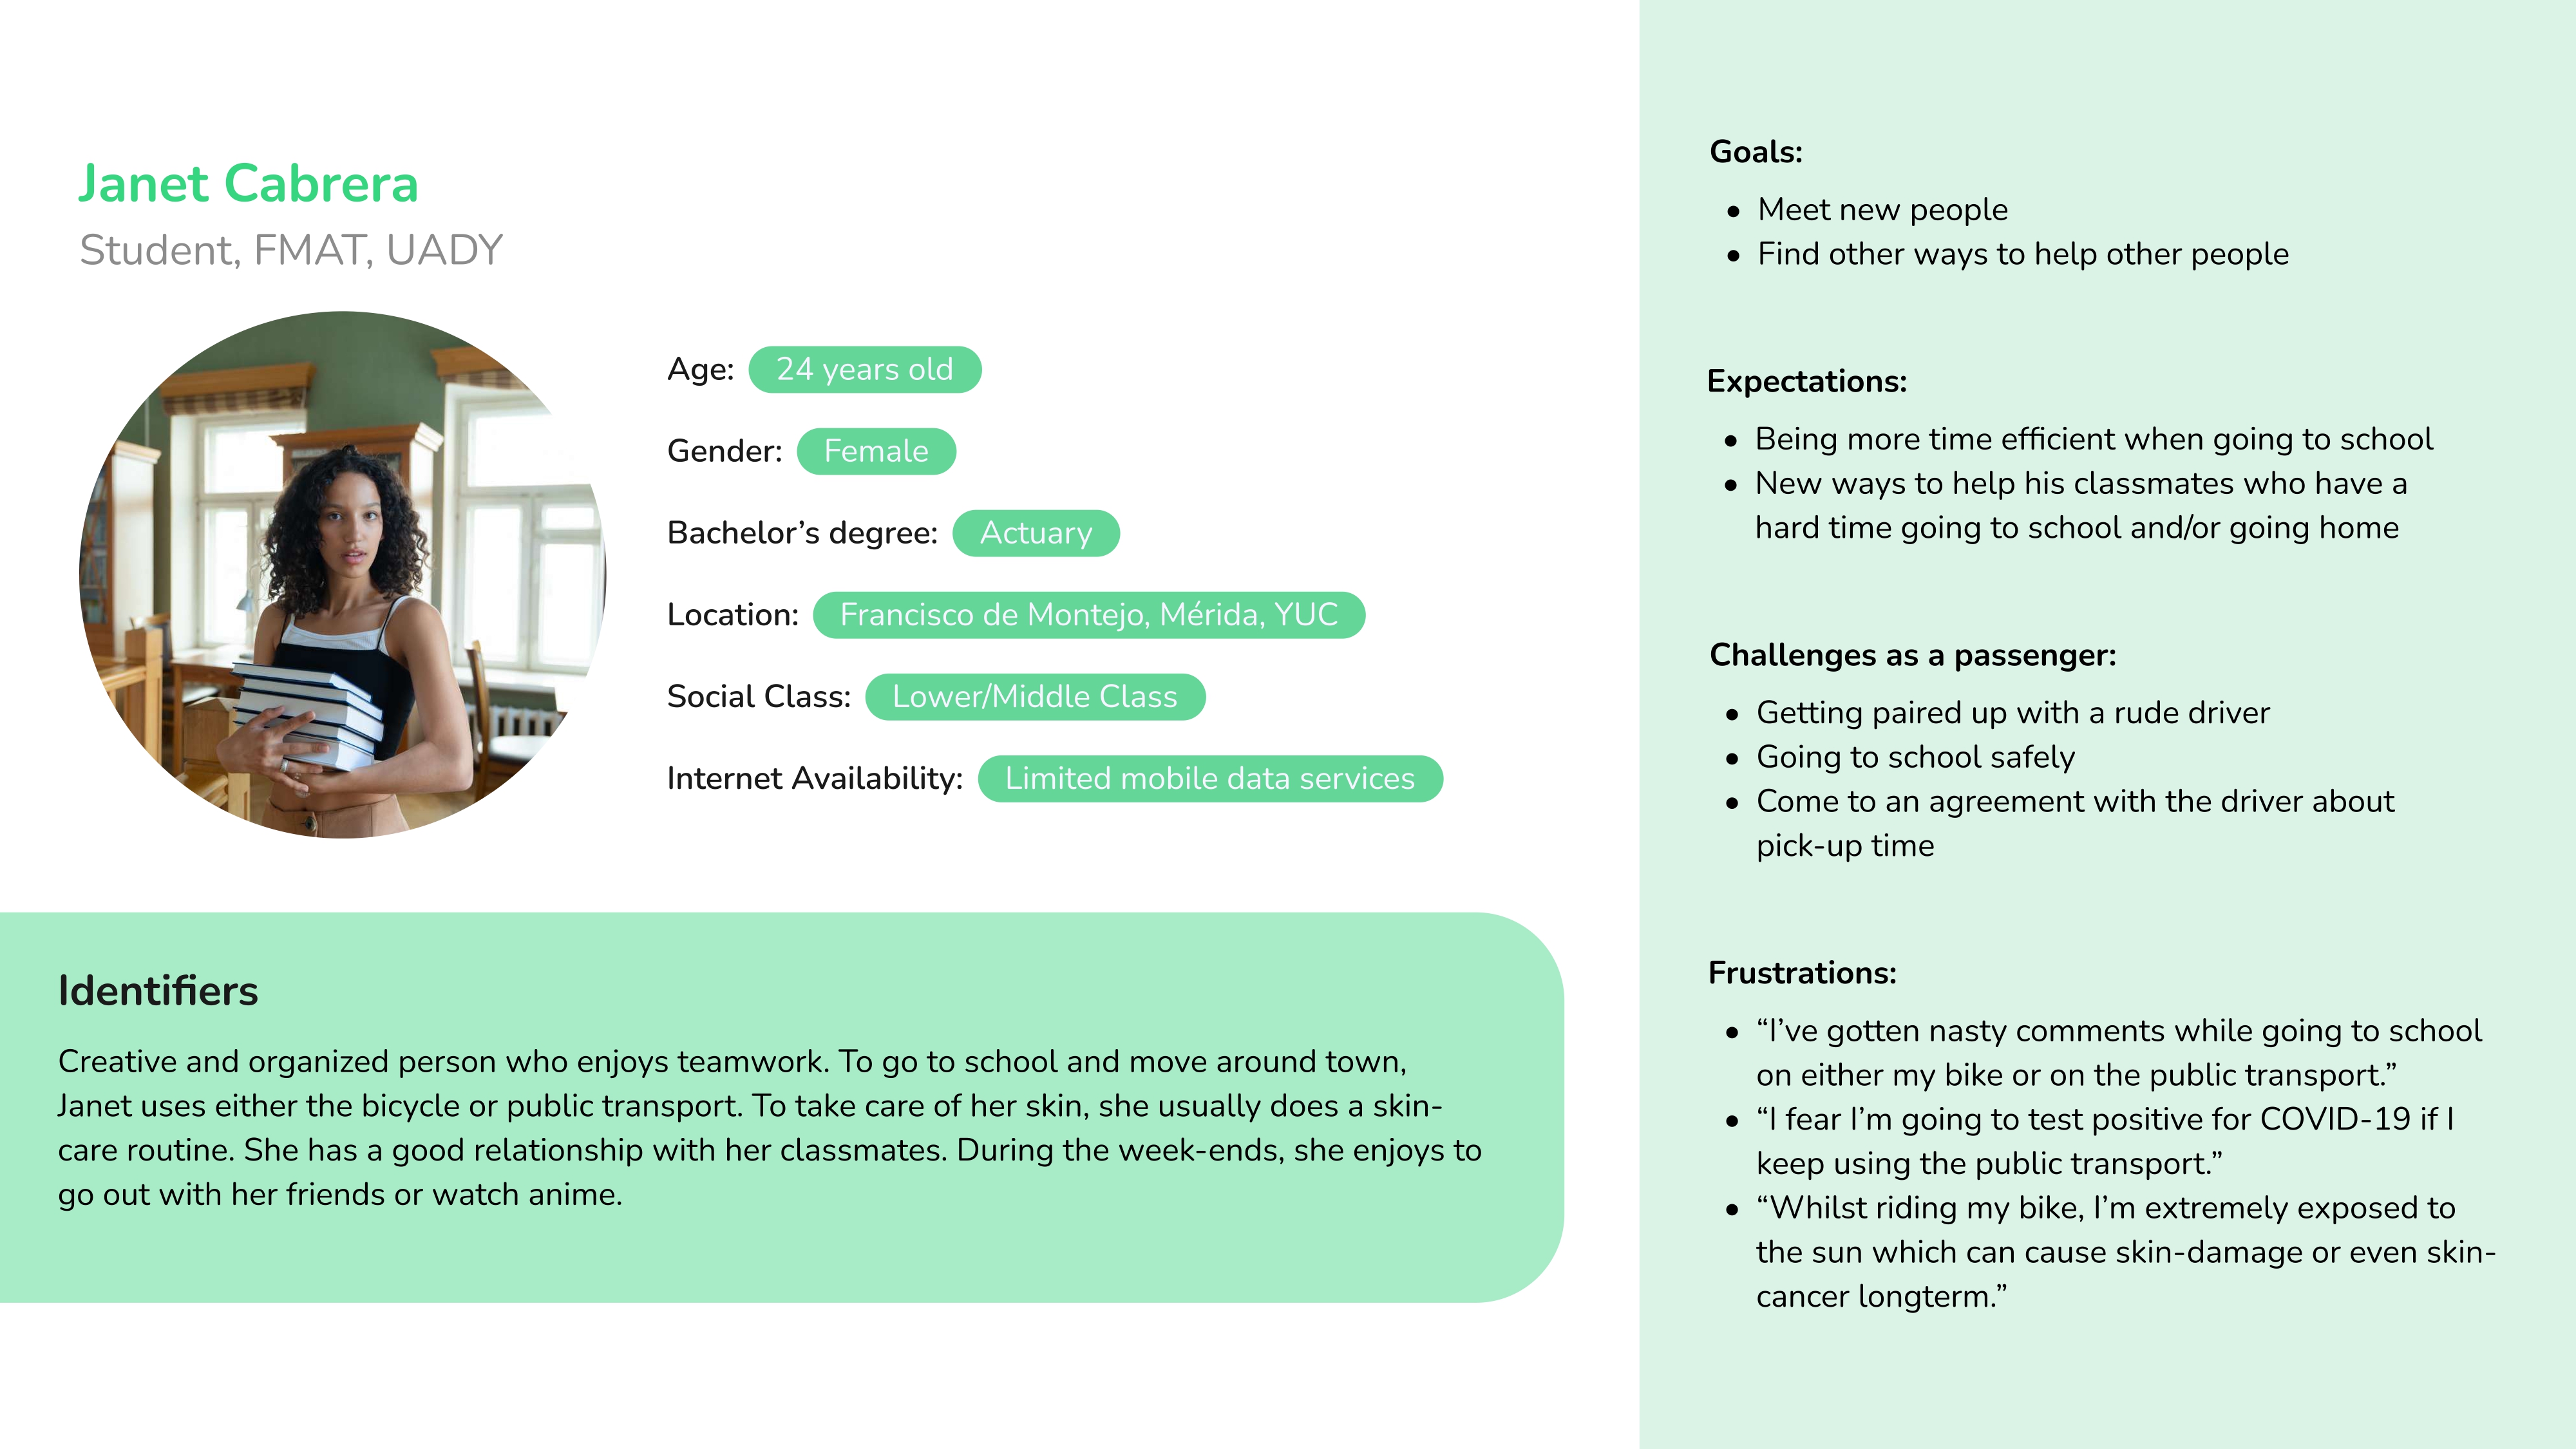 Janet Cabrera
Student, FMAT, UADY
Age: 24 years old
Gender: Female
Bachelor’s degree: Actuary
Location: Francisco de Montejo, Mérida, YUC
Social Class: Lower/Middle Class
Internet Availability: Limited mobile data services
Identifiers
Creative and organized person who enjoys teamwork. To go to school and move around town,
Janet uses either the bicycle or public transport. To take care of her skin, she usually does a skin-
care routine. She has a good relationship with her classmates. During the week-ends, she enjoys to
go out with her friends or watch anime.
Goals:
• Meet new people
• Find other ways to help other people
Expectations:
• Being more time efficient when going to school
• New ways to help his classmates who have a
hard time going to school and/or going home
Challenges as a passenger:
• Getting paired up with a rude driver
• Going to school safely
• Come to an agreement with the driver about
pick-up time
Frustrations:
• “I’ve gotten nasty comments while going to school
on either my bike or on the public transport.”
• “I fear I’m going to test positive for COVID-19 if I
keep using the public transport.”
• “Whilst riding my bike, I’m extremely exposed to
the sun which can cause skin-damage or even skin-
cancer longterm.”